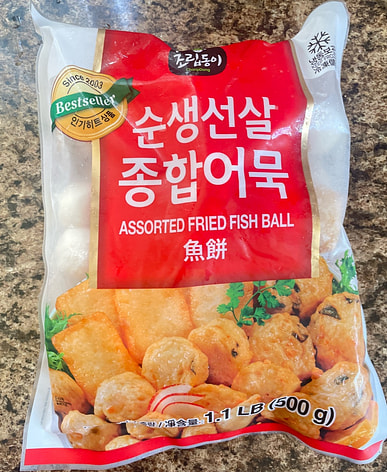 조림동이
Since 2003
Bestseller
인기히트상품
순생선살
종합어묵
ASSORTED FRIED FISH BALL
魚餅
1.1 LB (500 g)